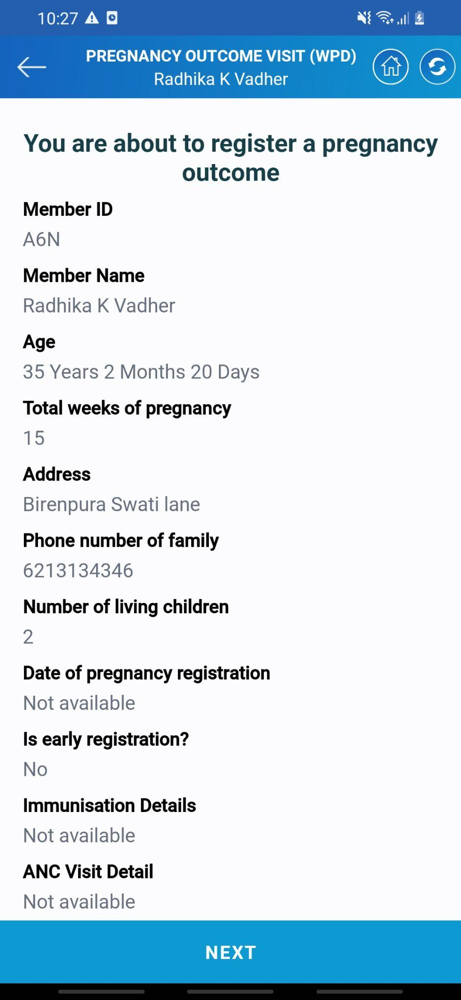 10:27
PREGNANCY OUTCOME VISIT (WPD)
Radhika K Vadher
You are about to register a pregnancy
outcome
Member ID
A6N
Member Name
Radhika K Vadher
Age
35 Years 2 Months 20 Days
Total weeks of pregnancy
15
Address
Birenpura Swati lane
Phone number of family
6213134346
Number of living children
2
Date of pregnancy registration
Not available
Is early registration?
No
Immunisation Details
Not available
ANC Visit Detail
Not available
NEXT